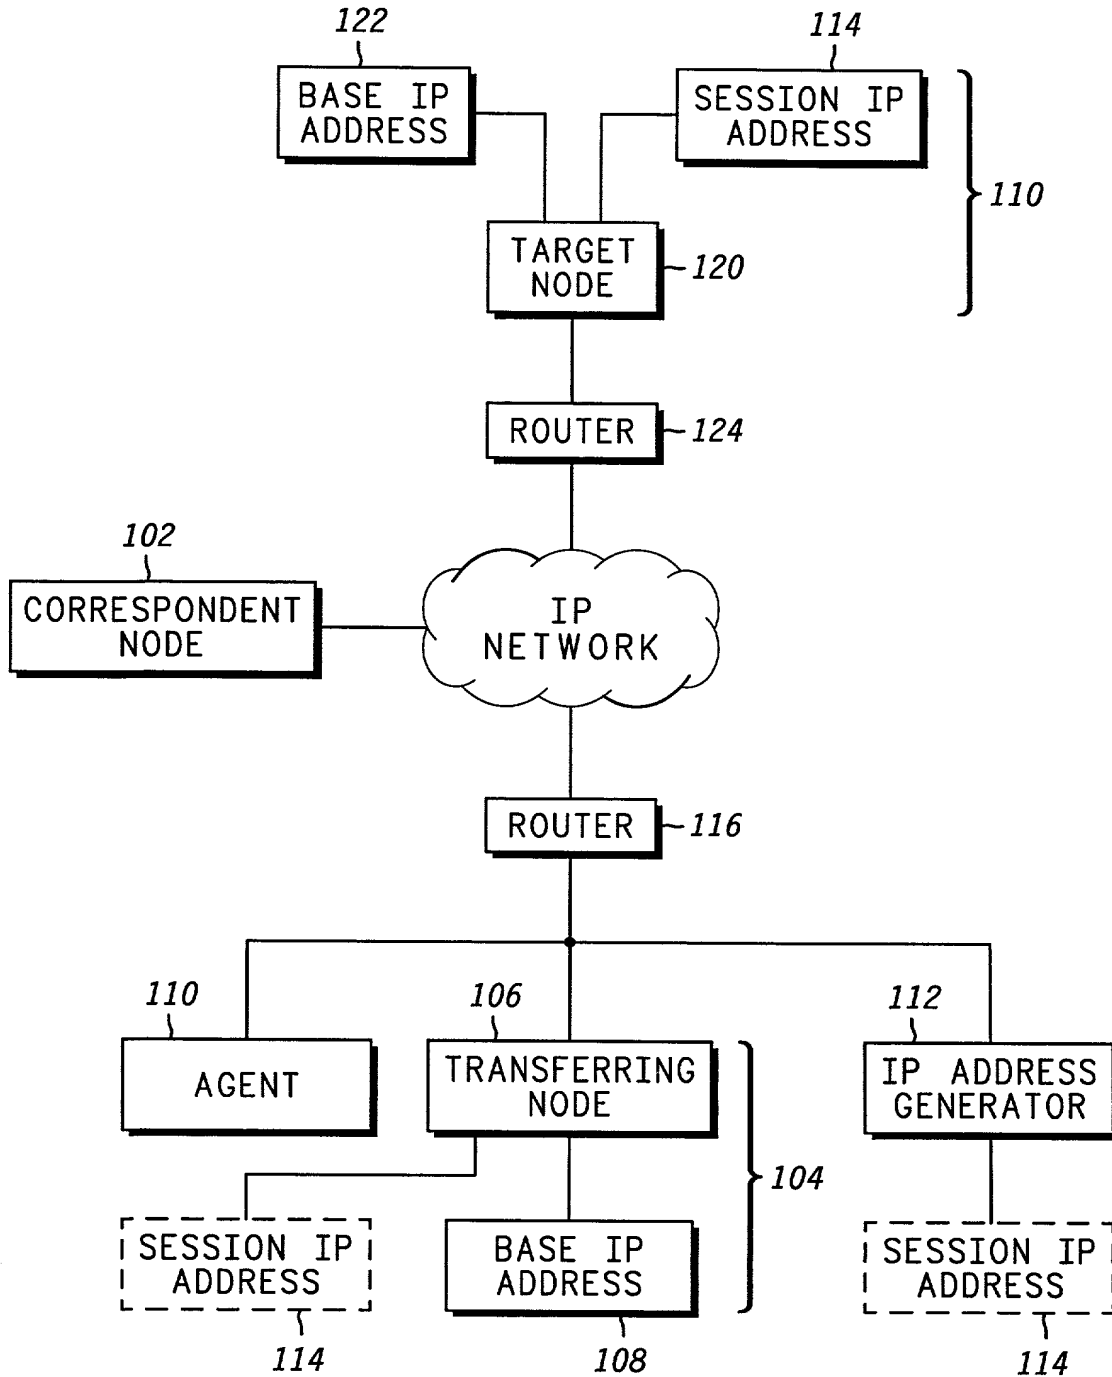 122
114
BASE IP
ADDRESS
SESSION IP
ADDRESS
110
TARGET
NODE
120
ROUTER
124
102
CORRESPONDENT
NODE
IP
NETWORK
ROUTER
116
110
106
112
AGENT
TRANSFERRING
NODE
IP ADDRESS
GENERATOR
104
SESSION IP
ADDRESS
BASE IP
ADDRESS
SESSION IP
ADDRESS
114
108
114